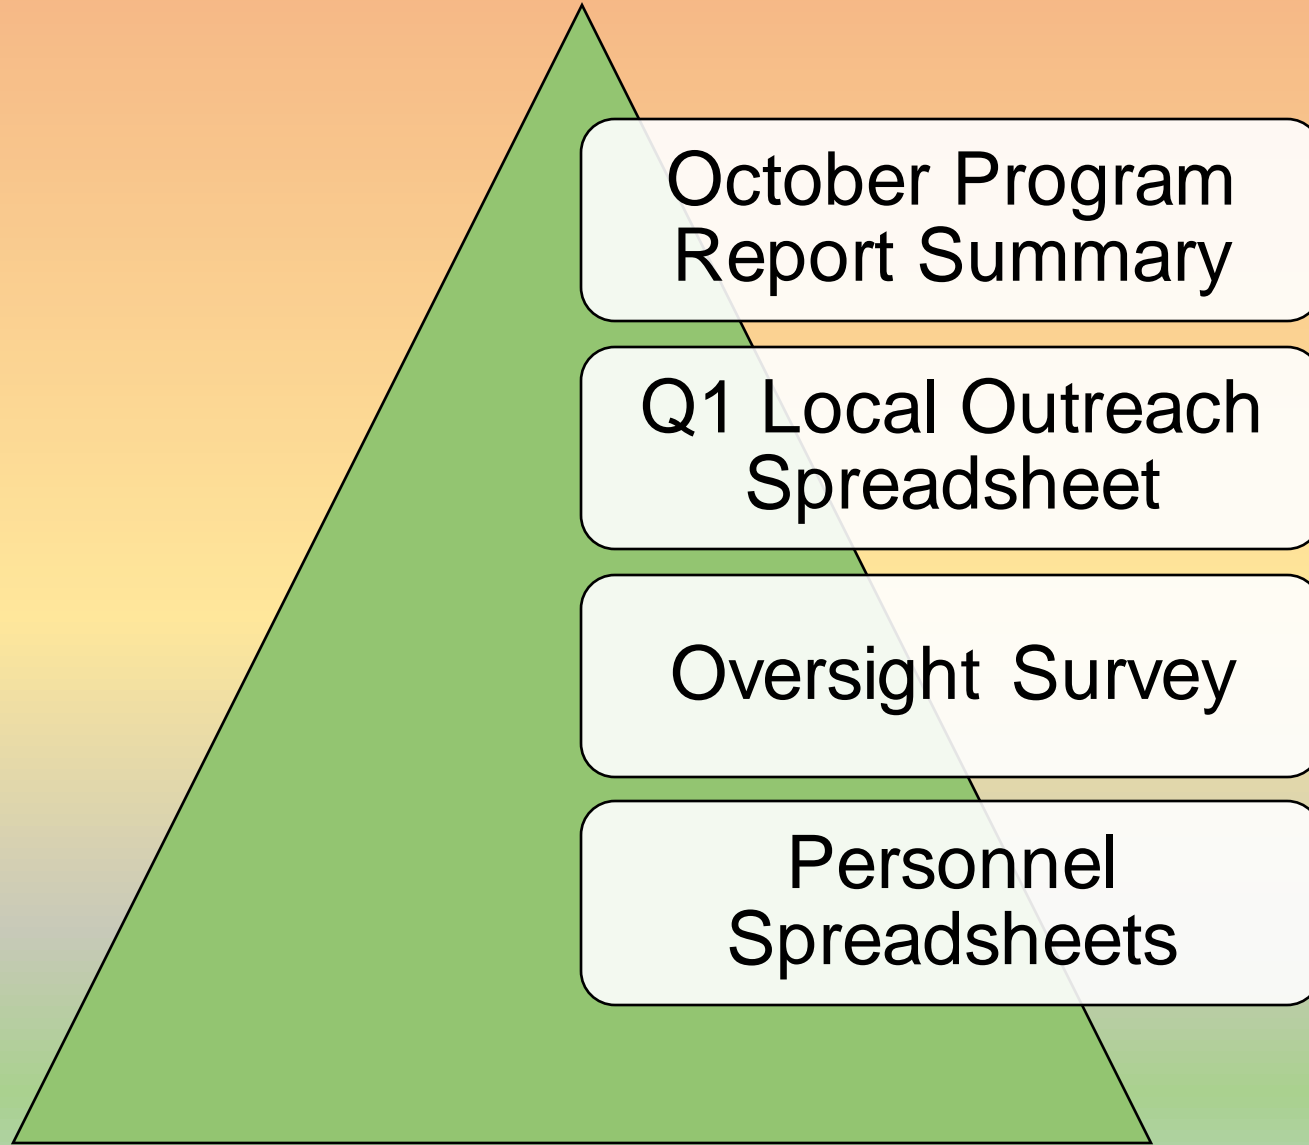 October Program
Report Summary
Q1 Local Outreach
Spreadsheet
Oversight Survey
Personnel
Spreadsheets